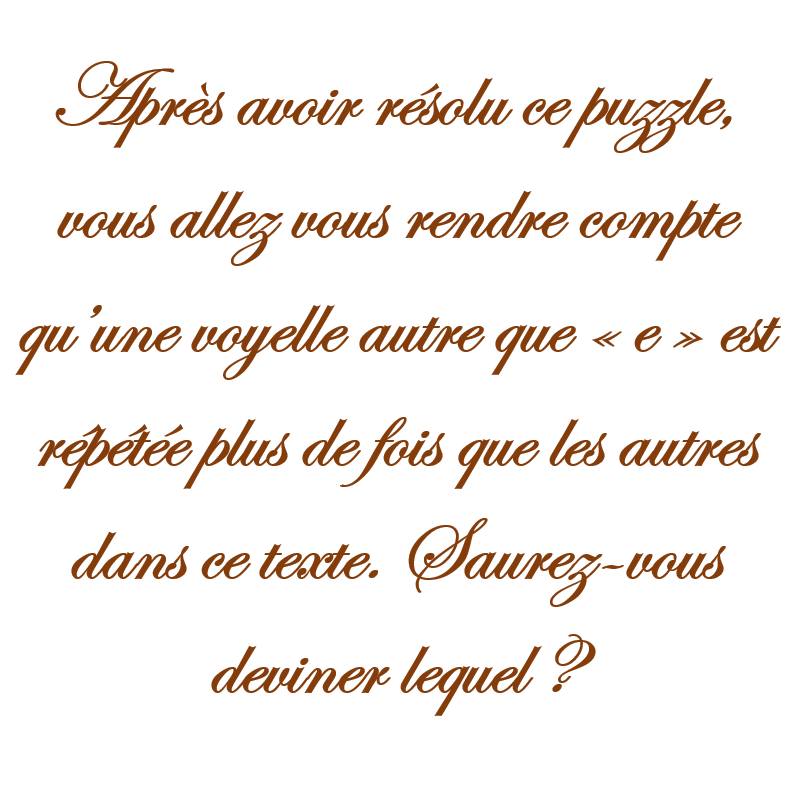 Après avoir résolu ce puzzle,
vous allez vous rendre compte
qu’une voyelle autre que « e » est
répétée plus de fois que les autres
dans ce texte. Saurez-vous
deviner lequel ?